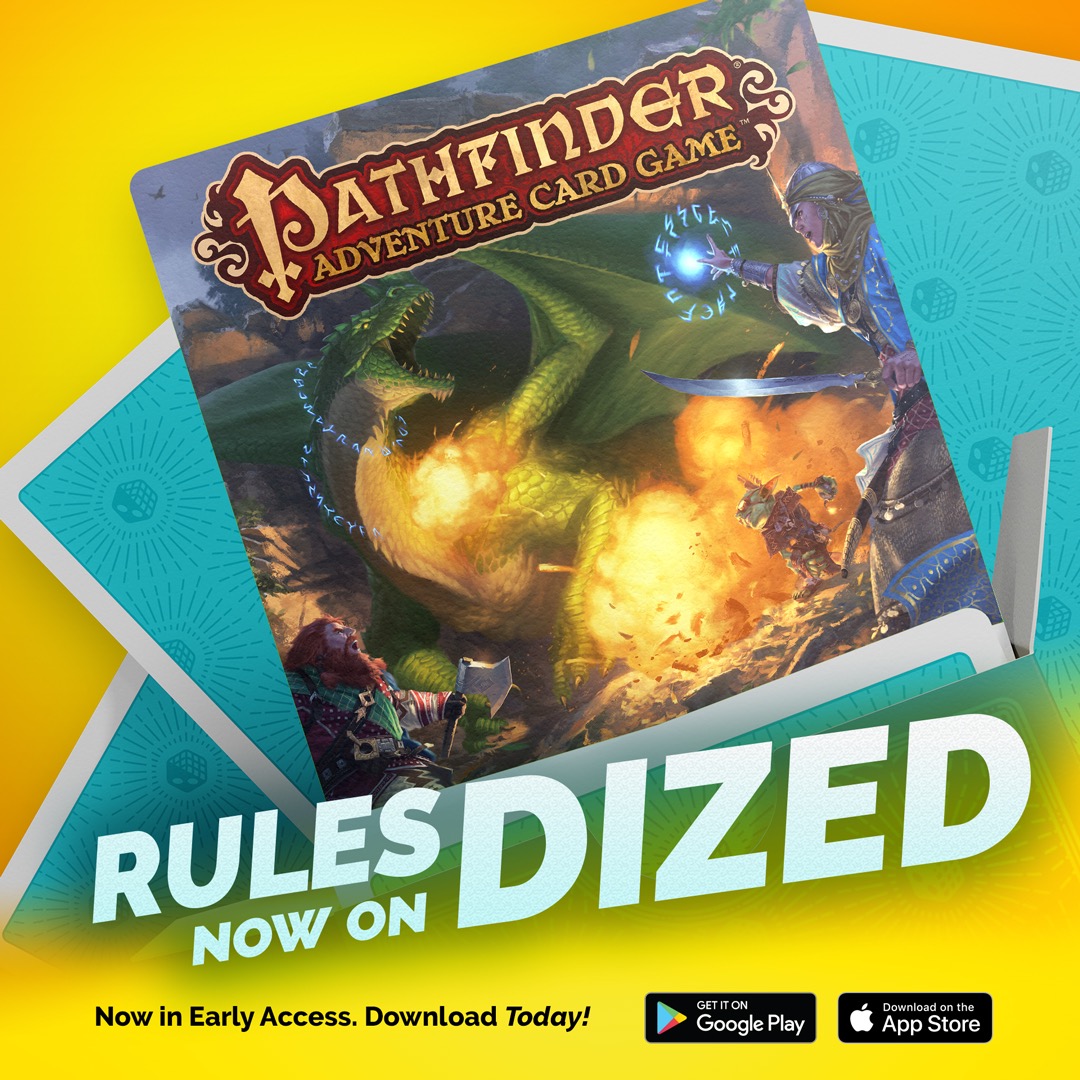 PATHFINDER®
ADVENTURE CARD GAME™
RULES
NOW ON
DIZED
Now in Early Access. Download Today!
GET IT ON
Google Play
Download on the
App Store